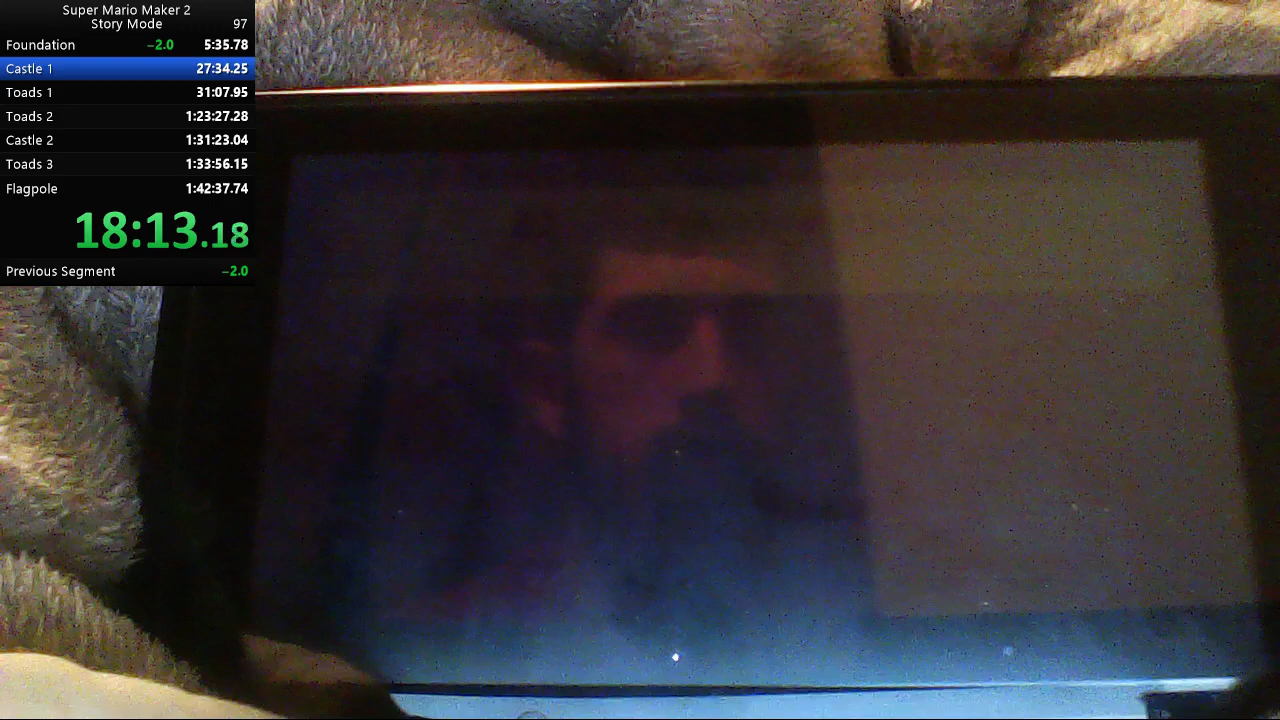 Super Mario Maker 2
Story Mode 97
Foundation −2.0 5:35.78
Castle 1 27:34.25
Toads 1 31:07.95
Toads 2 1:23:27.28
Castle 2 1:31:23.04
Toads 3 1:33:56.15
Flagpole 1:42:37.74
18:13.18
Previous Segment −2.0